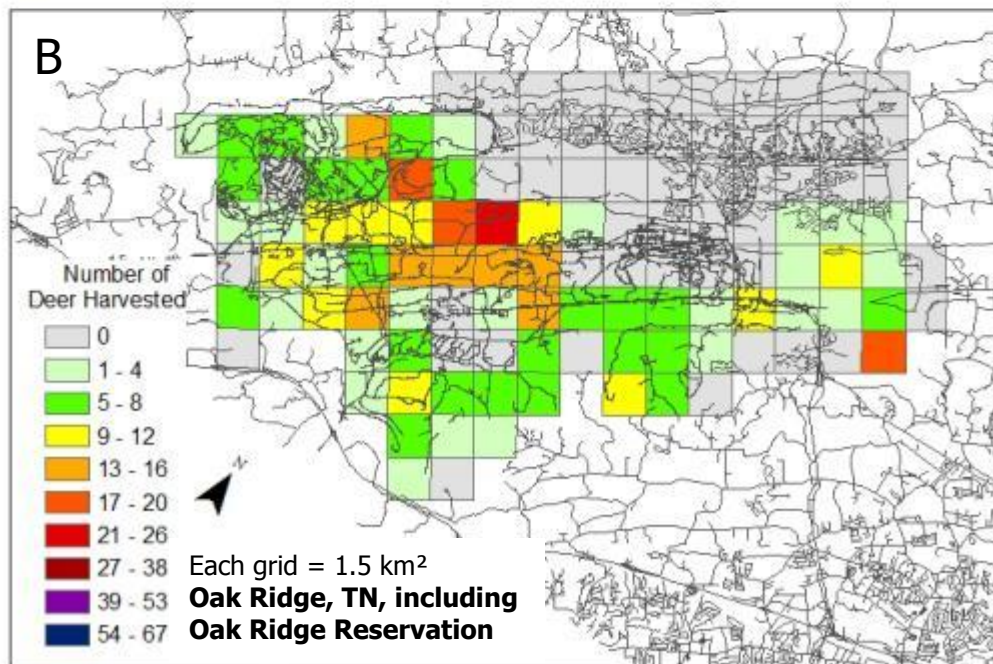 B
Number of
Deer Harvested
0
1 - 4
5 - 8
9 - 12
13 - 16
17 - 20
21 - 26
27 - 38
39 - 53
54 - 67
N
Each grid = 1.5 km²
Oak Ridge, TN, including
Oak Ridge Reservation